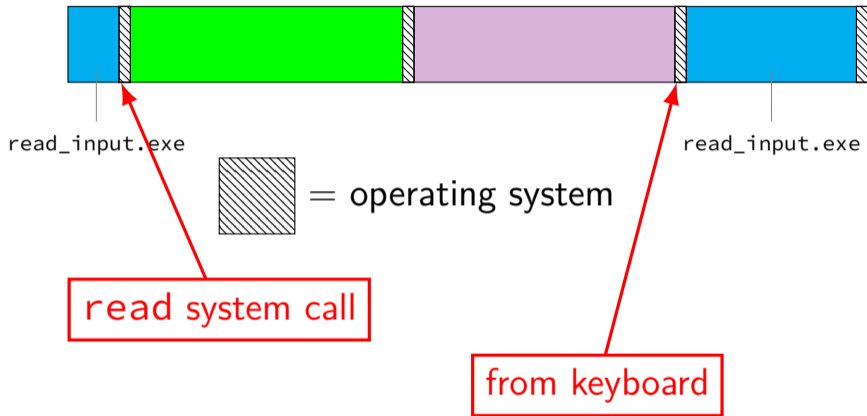 read_input.exe
read_input.exe
= operating system
read system call
from keyboard